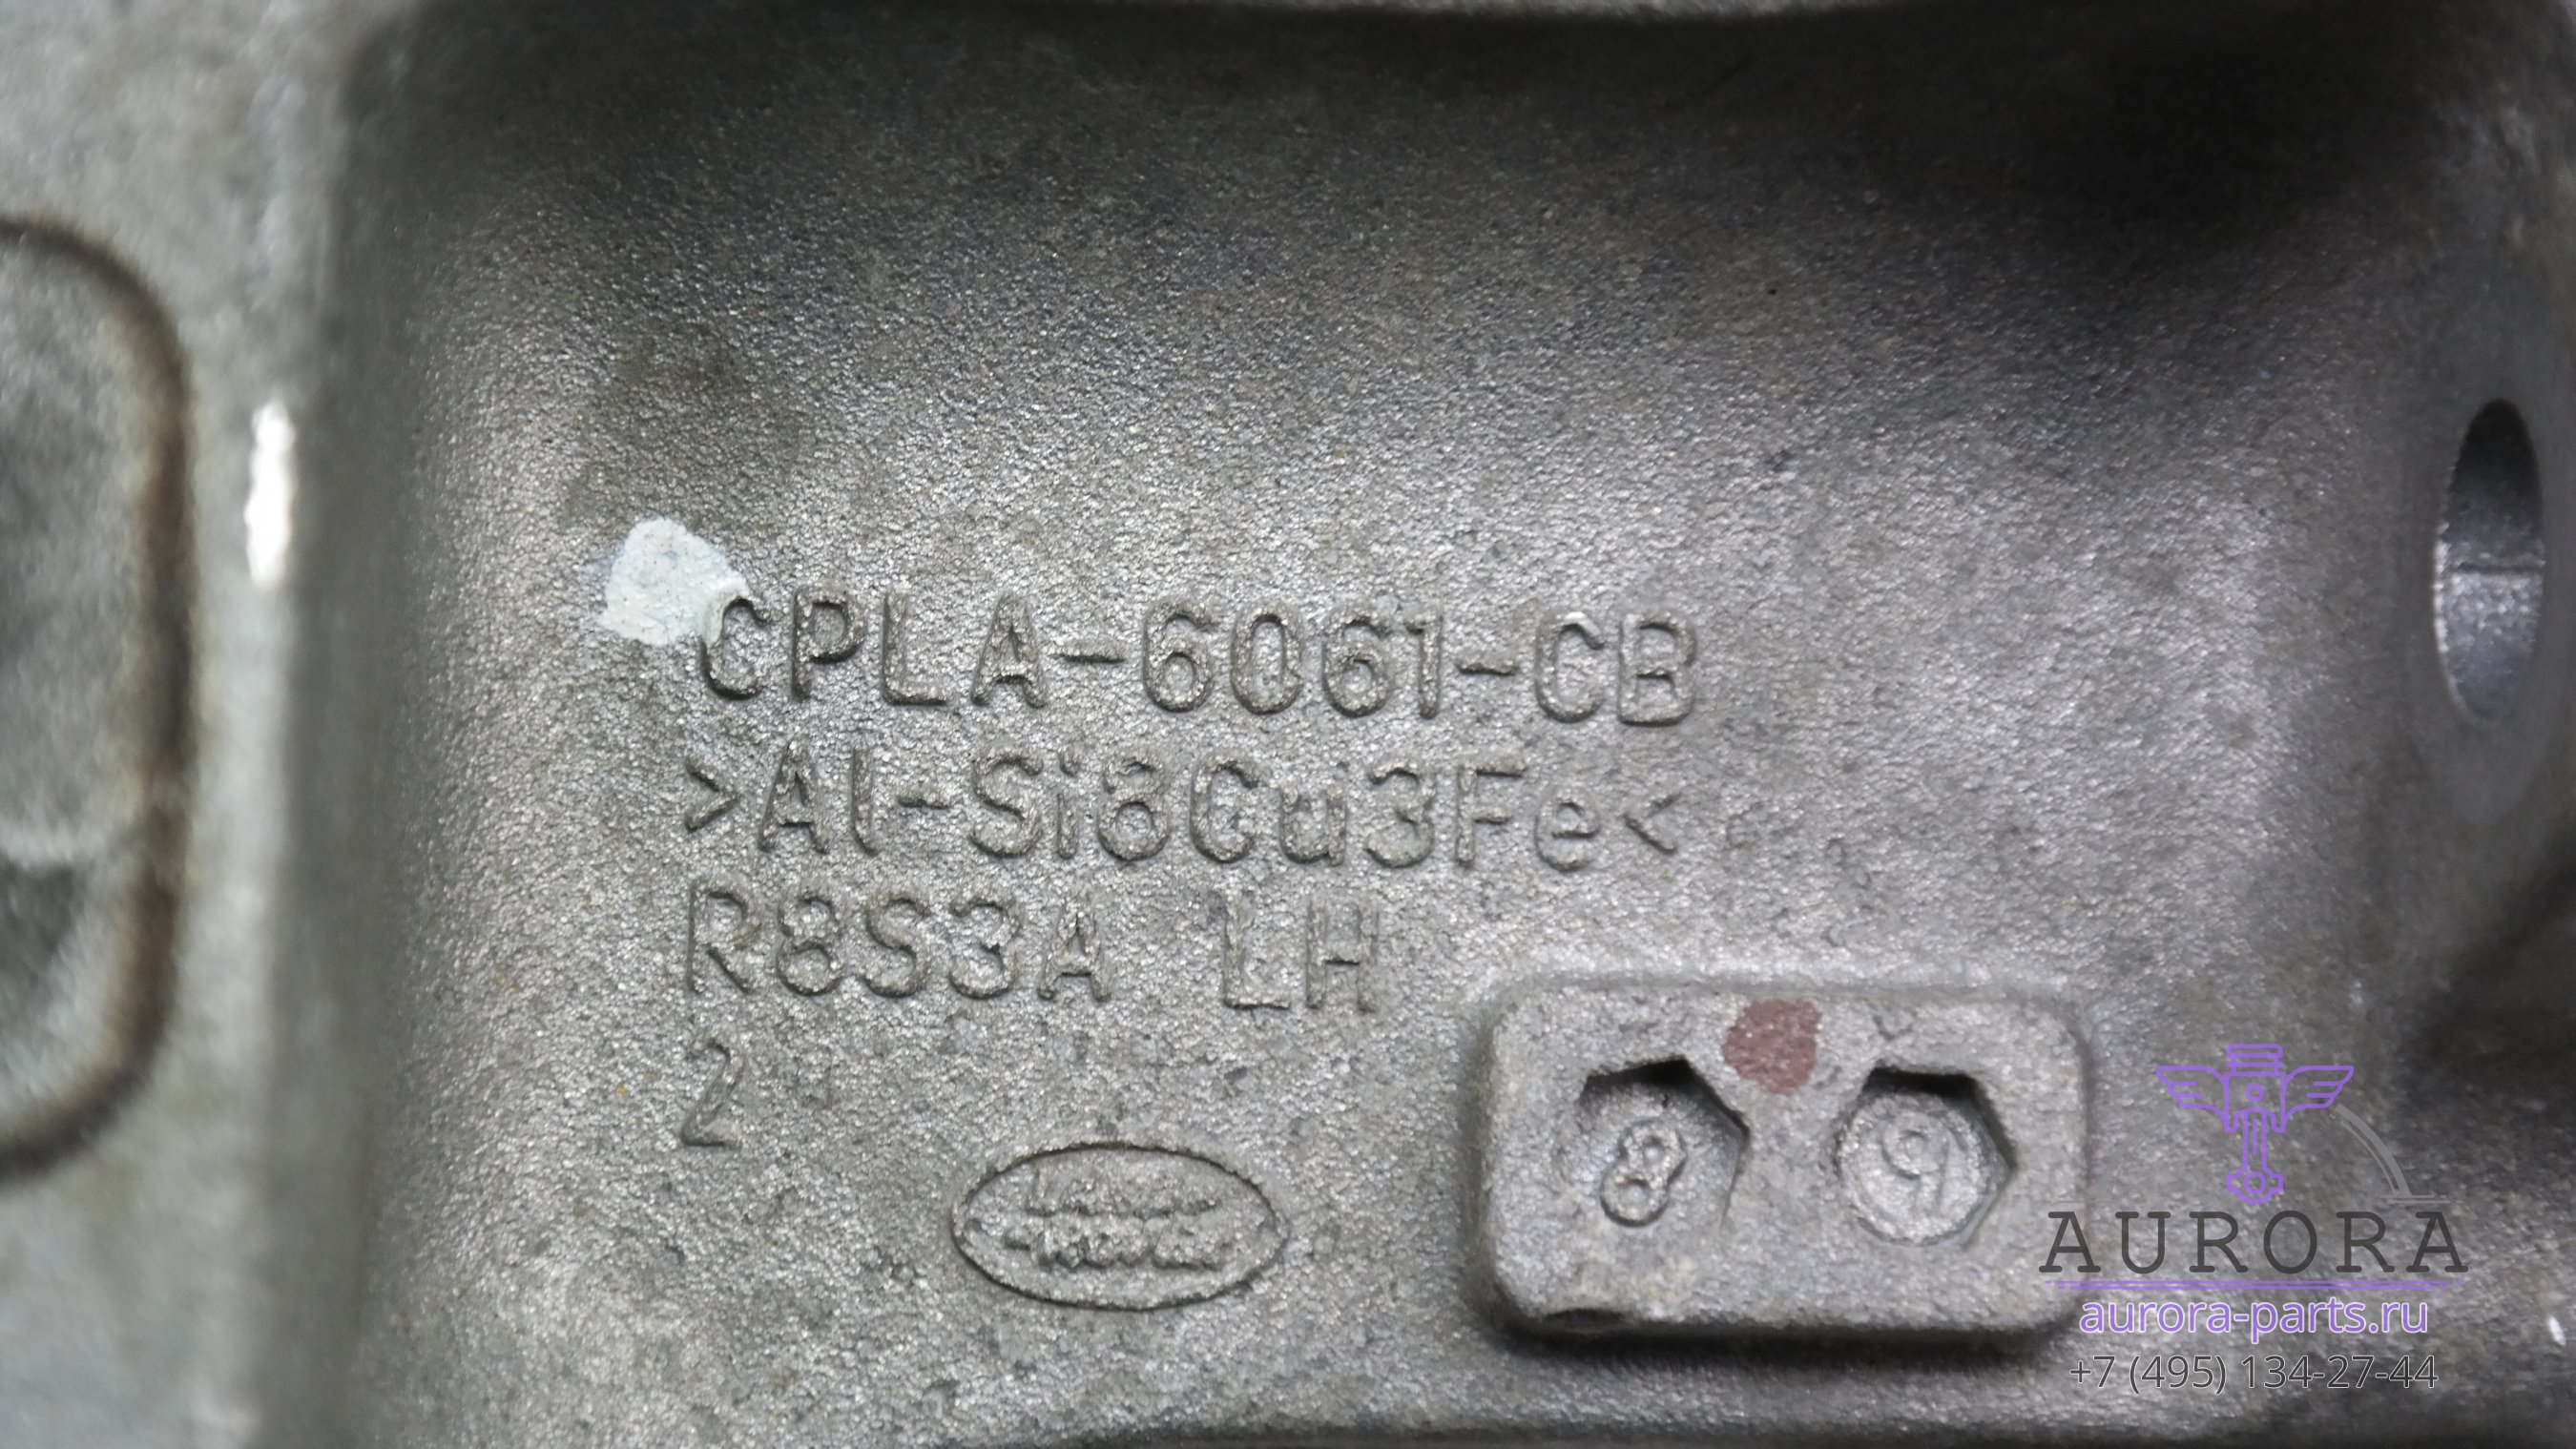 CPLA-6061-CB
>Al-Si8Cu3Fe<
R8S3A LH
2
8 9
AURORA
aurora-parts.ru
+7 (495) 134-27-44